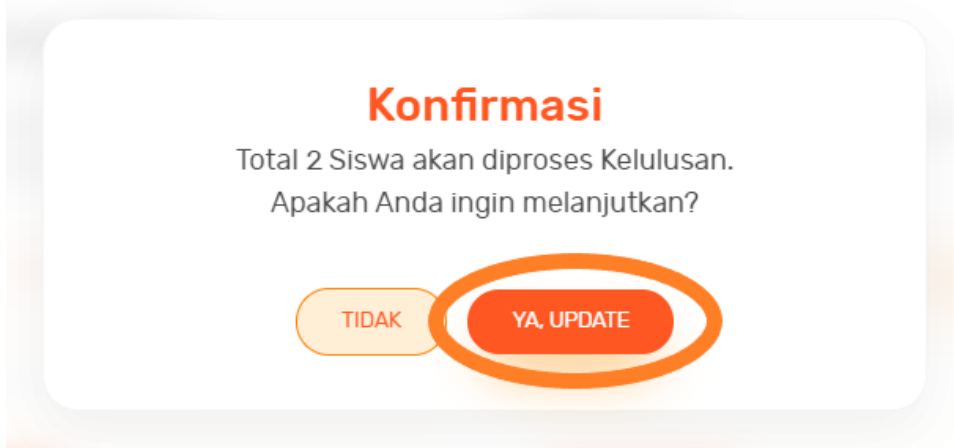 Konfirmasi
Total 2 Siswa akan diproses Kelulusan.
Apakah Anda ingin melanjutkan?
TIDAK
YA, UPDATE